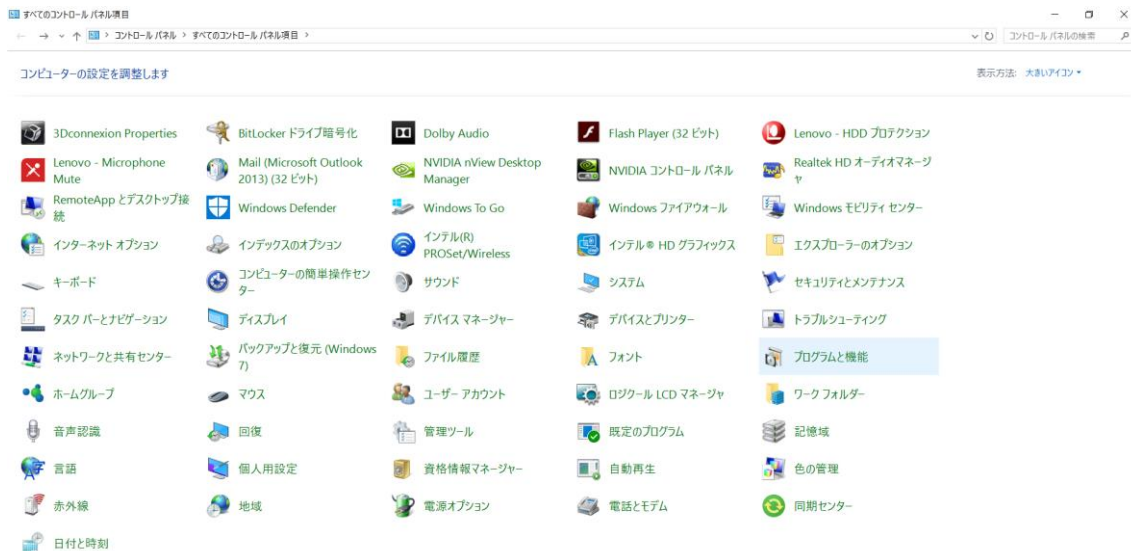 すべてのコントロール パネル項目
コントロール パネル > すべてのコントロール パネル項目 >
コントロール パネルの検索
コンピューターの設定を調整します
表示方法: 大きいアイコン
3Dconnexion Properties
BitLocker ドライブ暗号化
Dolby Audio
Flash Player (32 ビット)
Lenovo - HDD プロテクション
Lenovo - Microphone
Mute
Mail (Microsoft Outlook
2013) (32 ビット)
NVIDIA nView Desktop
Manager
NVIDIA コントロール パネル
Realtek HD オーディオマネージ
ャ
RemoteApp とデスクトップ接
続
Windows Defender
Windows To Go
Windows ファイアウォール
Windows モビリティ センター
インターネット オプション
インデックスのオプション
インテル(R)
PROSet/Wireless
インテル® HD グラフィックス
エクスプローラーのオプション
キーボード
コンピューターの簡単操作セン
ター
サウンド
システム
セキュリティとメンテナンス
タスク バーとナビゲーション
ディスプレイ
デバイス マネージャー
デバイスとプリンター
トラブルシューティング
ネットワークと共有センター
バックアップと復元 (Windows
7)
ファイル履歴
フォント
プログラムと機能
ホームグループ
マウス
ユーザー アカウント
ロジクール LCD マネージャ
ワーク フォルダー
音声認識
回復
管理ツール
既定のプログラム
記憶域
言語
個人用設定
資格情報マネージャー
自動再生
色の管理
赤外線
地域
電源オプション
電話とモデム
同期センター
日付と時刻